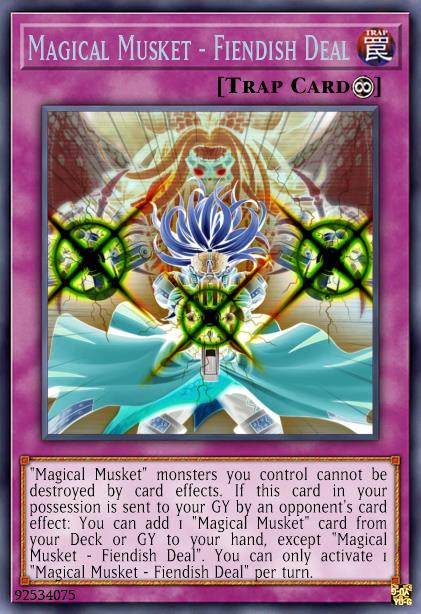 MAGICAL MUSKET - FIENDISH DEAL
TRAP
罠
[TRAP CARD♾]
"Magical Musket" monsters you control cannot be
destroyed by card effects. If this card in your
possession is sent to your GY by an opponent's card
effect: You can add 1 "Magical Musket" card from
your Deck or GY to your hand, except "Magical
Musket - Fiendish Deal". You can only activate 1
"Magical Musket - Fiendish Deal" per turn.
92534075